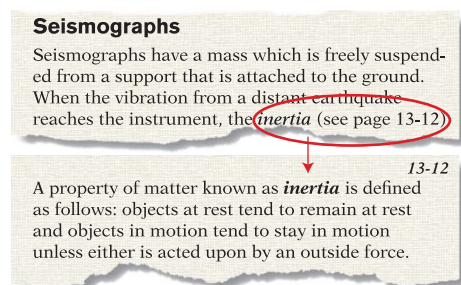 Seismographs
Seismographs have a mass which is freely suspend-
ed from a support that is attached to the ground.
When the vibration from a distant earthquake
reaches the instrument, the inertia (see page 13-12)
13-12
A property of matter known as inertia is defined
as follows: objects at rest tend to remain at rest
and objects in motion tend to stay in motion
unless either is acted upon by an outside force.